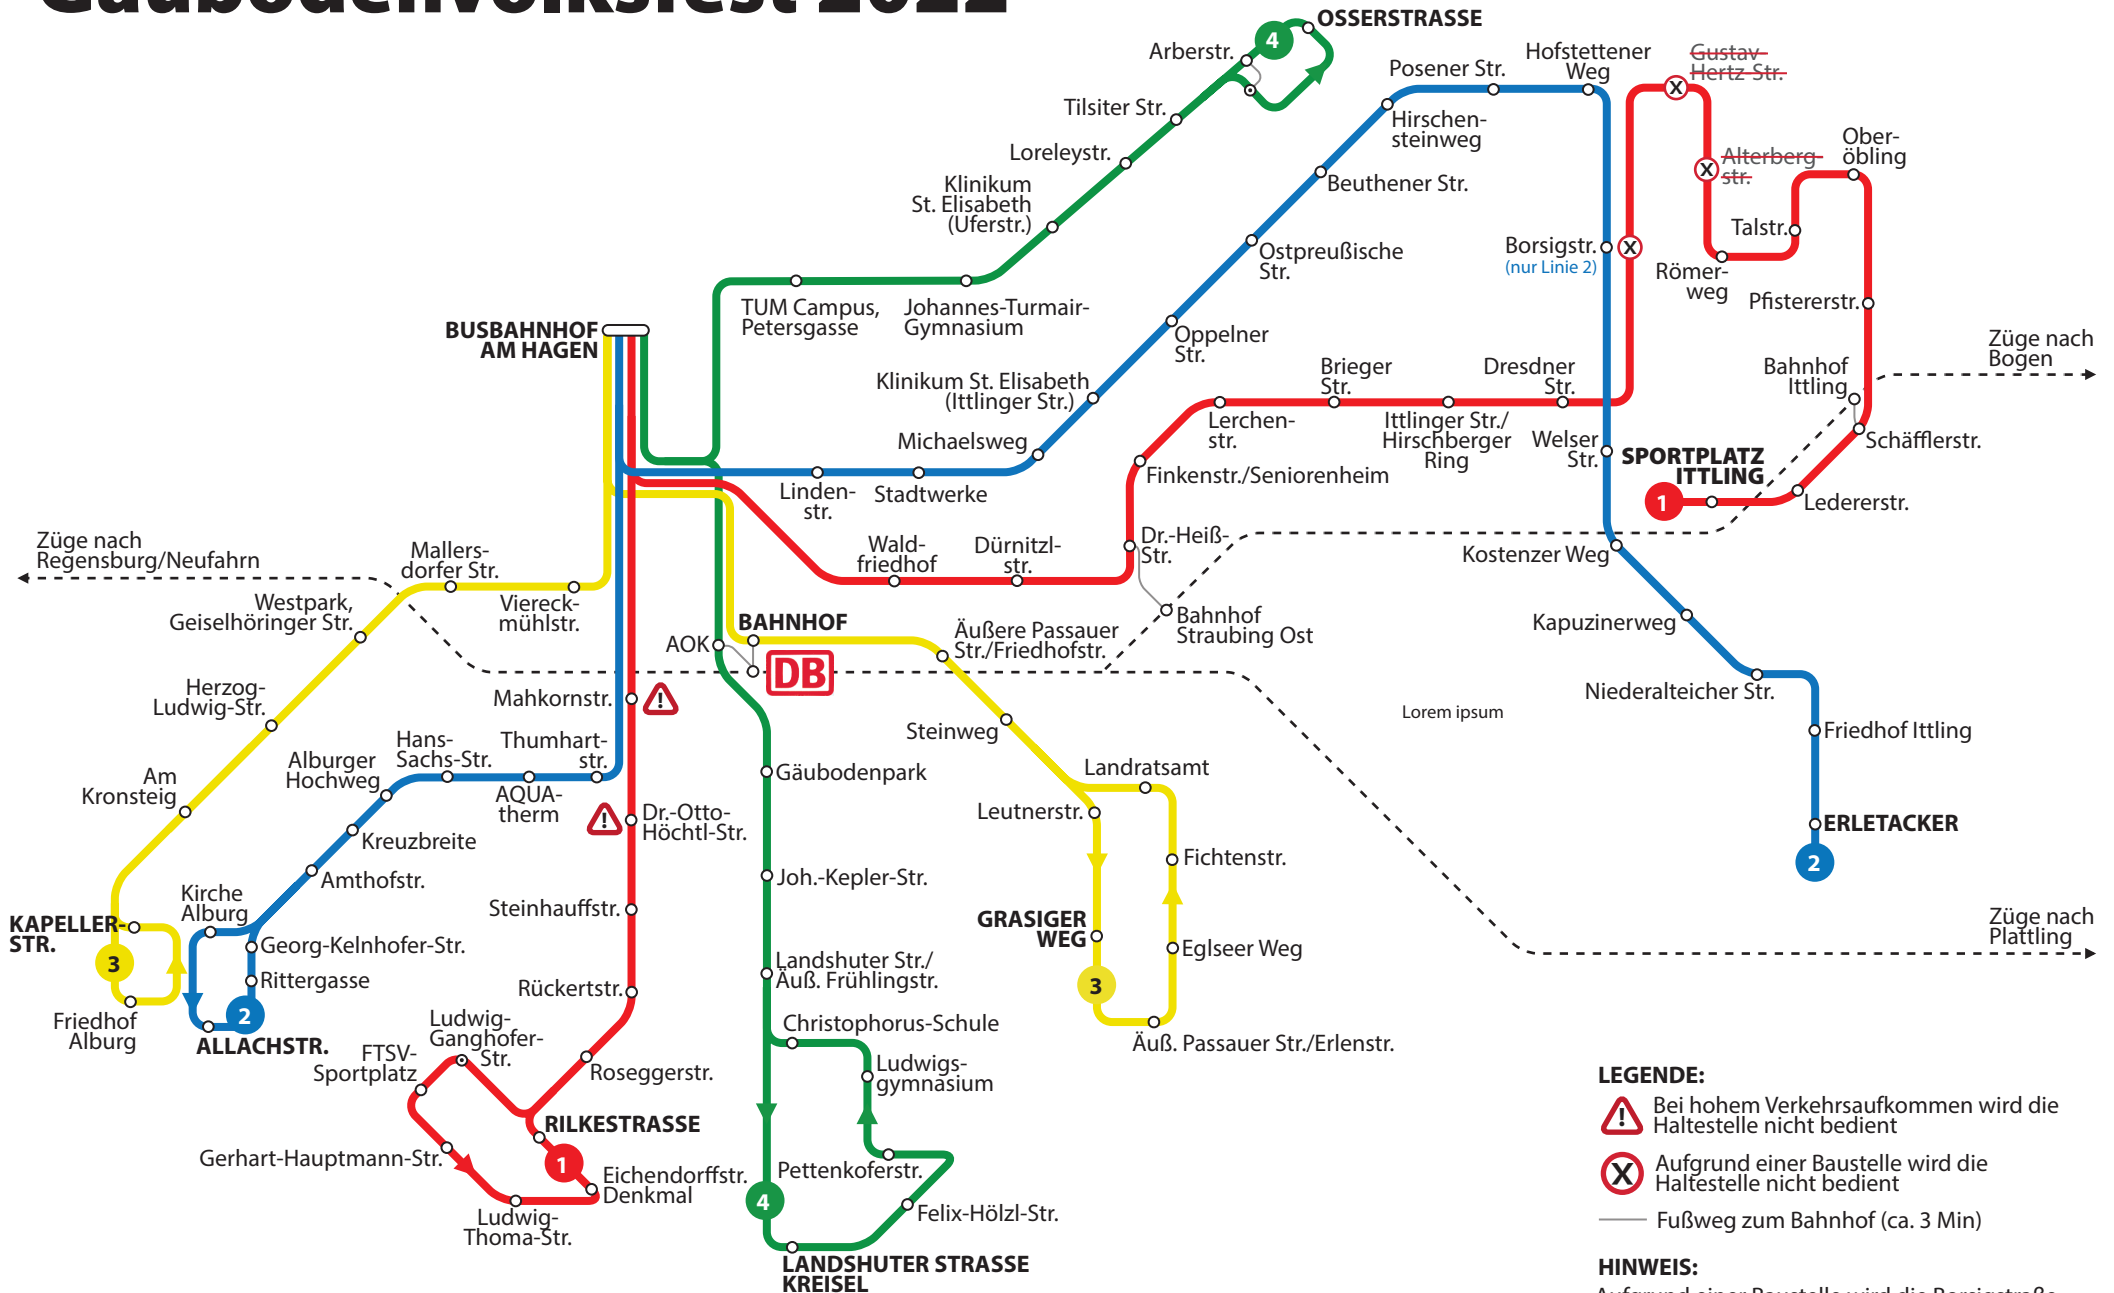 Gäubodenvolksfest 2022
OSSERSTRASSE
4
Arberstr.
Tilsiter Str.
Loreleystr.
Klinikum
St. Elisabeth
(Uferstr.)
Johannes-Turmair-
Gymnasium
TUM Campus,
Petersgasse
BUSBAHNHOF
AM HAGEN
Hofstettener
Weg
Posener Str.
Hirschen-
steinweg
Beuthener Str.
Ostpreußische
Str.
Oppelner
Str.
Klinikum St. Elisabeth
(Ittlinger Str.)
Michaelsweg
Stadtwerke
Linden-
str.
Gustav-
Hertz-Str.
X
Alterberg-
str.
X
Ober-
öbling
Talstr.
Römer-
weg
Borsigstr.
(nur Linie 2)
X
Pfistererstr.
Bahnhof
Ittling
Züge nach
Bogen
Schäfflerstr.
Ledererstr.
SPORTPLATZ
ITTLING
1
Welser
Str.
Dresdner
Str.
Ittlinger Str./
Hirschberger
Ring
Brieger
Str.
Lerchen-
str.
Finkenstr./Seniorenheim
Dr.-Heiß-
Str.
Dürnitzl-
str.
Wald-
friedhof
Bahnhof
Straubing Ost
Kostenzer Weg
Kapuzinerweg
Niederalteicher Str.
Friedhof Ittling
ERLETACKER
2
Lorem ipsum
Züge nach
Regensburg/Neufahrn
Mallers-
dorfer Str.
Viereck-
mühlstr.
Westpark,
Geiselhöringer Str.
Herzog-
Ludwig-Str.
Am
Kronsteig
KAPELLER-
STR.
3
Friedhof
Alburg
AOK
BAHNHOF
DB
Äußere Passauer
Str./Friedhofstr.
Steinweg
Landratsamt
Leutnerstr.
Fichtenstr.
GRASIGER
WEG
Eglseer Weg
3
Äuß. Passauer Str./Erlenstr.
Mahkornstr.
!
Thumhart-
str.
Hans-
Sachs-Str.
AQUA-
therm
Alburger
Hochweg
Kreuzbreite
Amthofstr.
Kirche
Alburg
Georg-Kelnhofer-Str.
Rittergasse
2
ALLACHSTR.
!
Dr.-Otto-
Höchtl-Str.
Steinhauffstr.
Rückertstr.
Roseggerstr.
Ludwig-
Ganghofer-
Str.
FTSV-
Sportplatz
RILKESTRASSE
1
Gerhart-Hauptmann-Str.
Eichendorffstr.
Denkmal
Ludwig-
Thoma-Str.
Gäubodenpark
Joh.-Kepler-Str.
Landshuter Str./
Äuß. Frühlingstr.
Christophorus-Schule
Ludwigs-
gymnasium
Pettenkoferstr.
4
Felix-Hölzl-Str.
LANDSHUTER STRASSE
KREISEL
Züge nach
Plattling
LEGENDE:
! Bei hohem Verkehrsaufkommen wird die
Haltestelle nicht bedient
X Aufgrund einer Baustelle wird die
Haltestelle nicht bedient
Fußweg zum Bahnhof (ca. 3 Min)
HINWEIS:
Aufgrund einer Baustelle wird die Borsigstraße